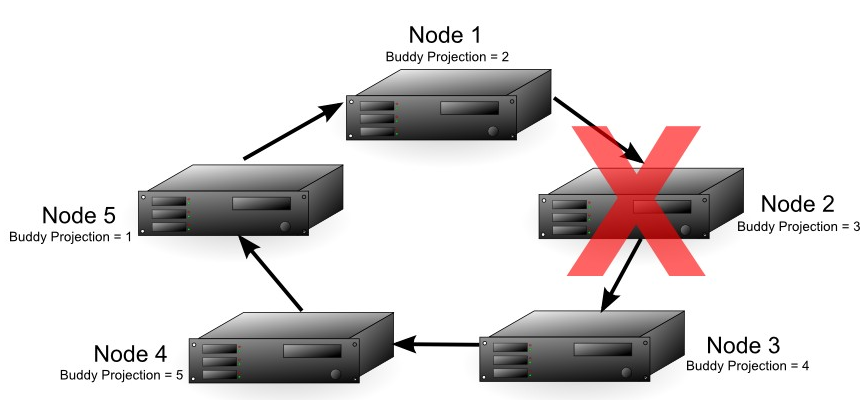 Node 1
Buddy Projection = 2
Node 2
Buddy Projection = 3
Node 5
Buddy Projection = 1
Node 3
Buddy Projection = 4
Node 4
Buddy Projection = 5